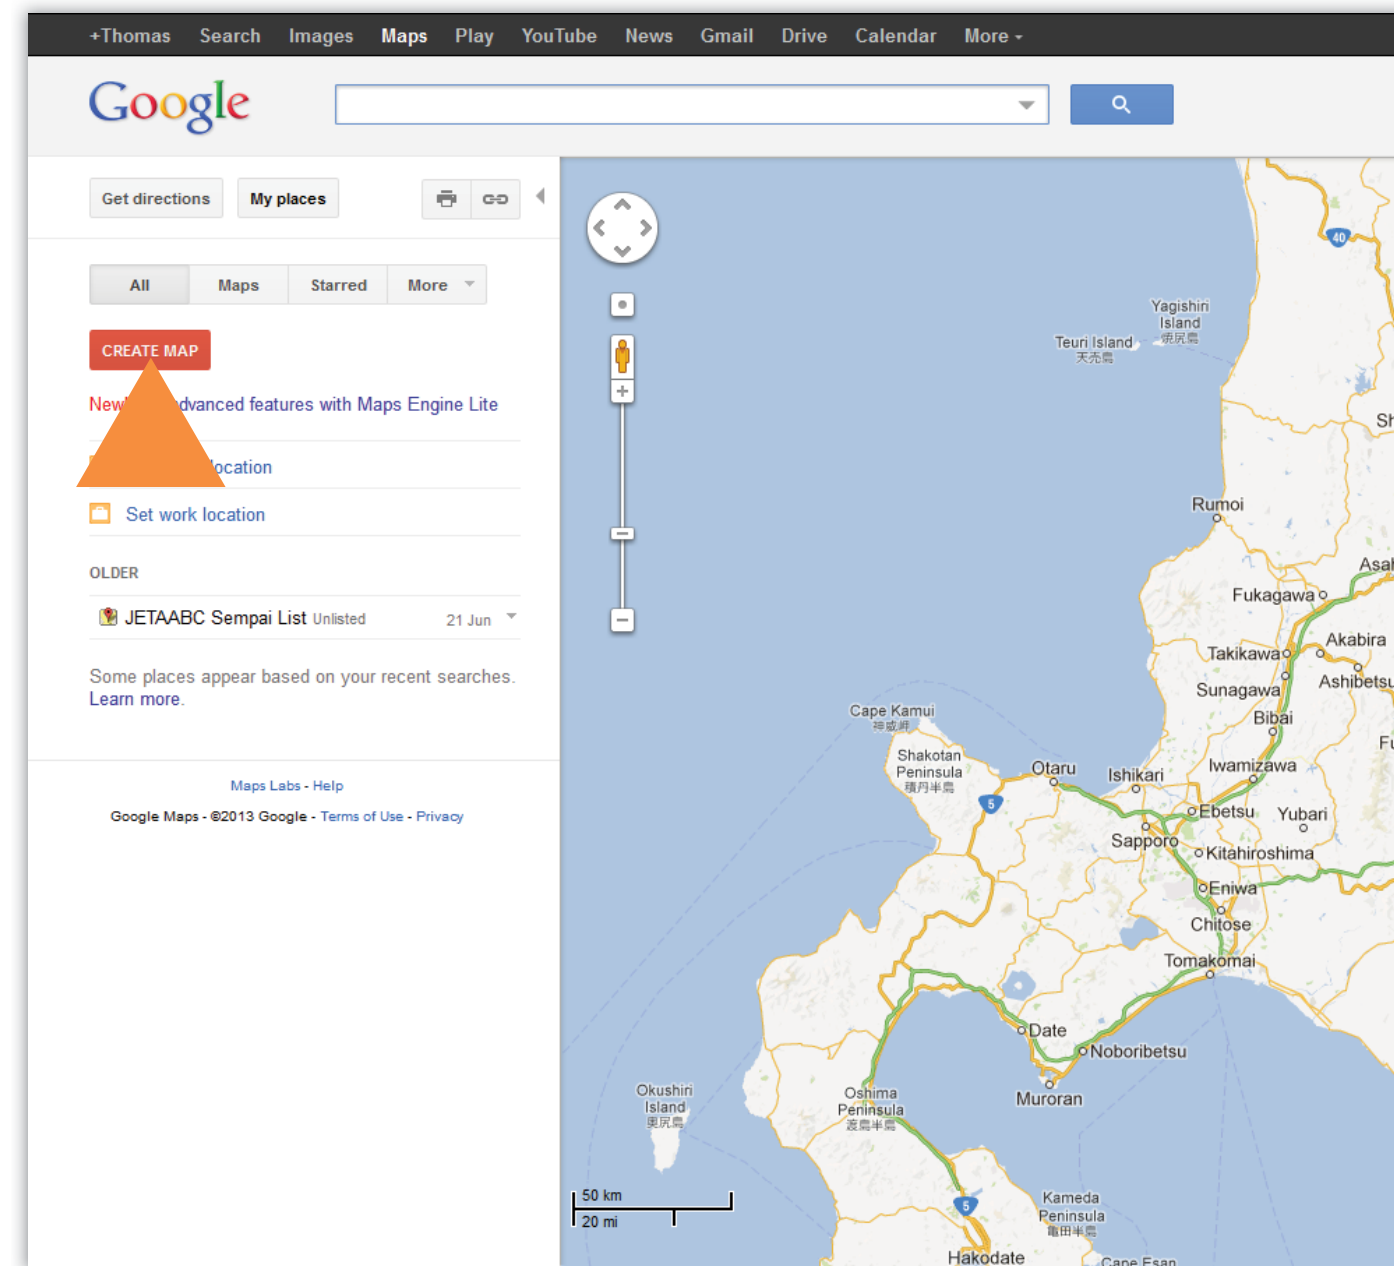 +Thomas Search Images Maps Play YouTube News Gmail Drive Calendar More
Google
Get directions My places
All Maps Starred More
CREATE MAP
advanced features with Maps Engine Lite
location
Set work location
OLDER
JETAABC Sempai List Unlisted 21 Jun
Some places appear based on your recent searches.
Learn more.
Maps Labs - Help
Google Maps - ©2013 Google - Terms of Use - Privacy
40
Yagishiri
Island
焼尻島
Teuri Island
天売島
Rumoi
Fukagawa
Akabira
Takikawa
Sunagawa
Bibai
Cape Kamui
神威岬
Shakotan
Peninsula
積丹半島
Otaru
Ishikari
Iwamizawa
5
Ebetsu
Yubari
Sapporo
Kitahiroshima
Eniwa
Chitose
Tomakomai
Date
Noboribetsu
Muroran
Okushiri
Island
奥尻島
Oshima
Peninsula
渡島半島
50 km
20 mi
5
Kameda
Peninsula
亀田半島
Hakodate
Cape Esan